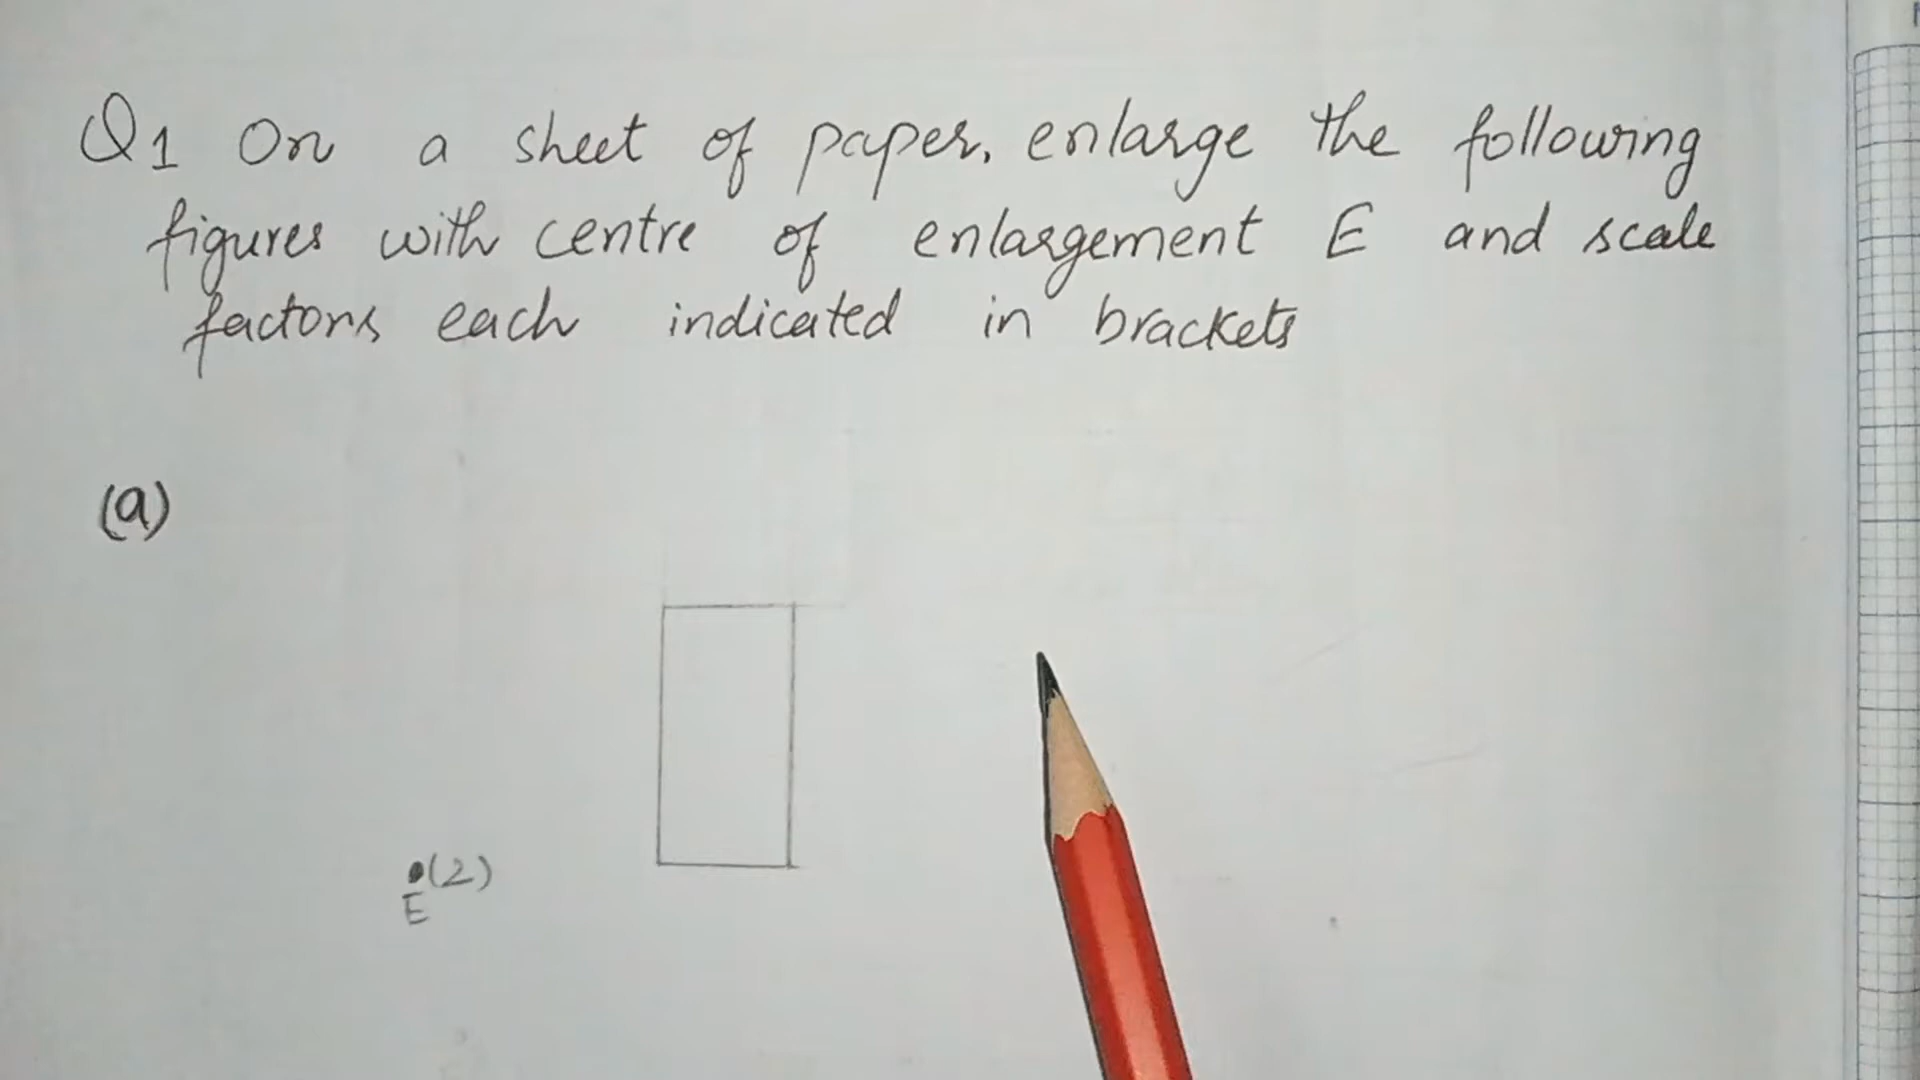 Q1 On a sheet of paper, enlarge the following
figures with centre of enlargement E and scale
factors each indicated in brackets
(a)
(2)
E